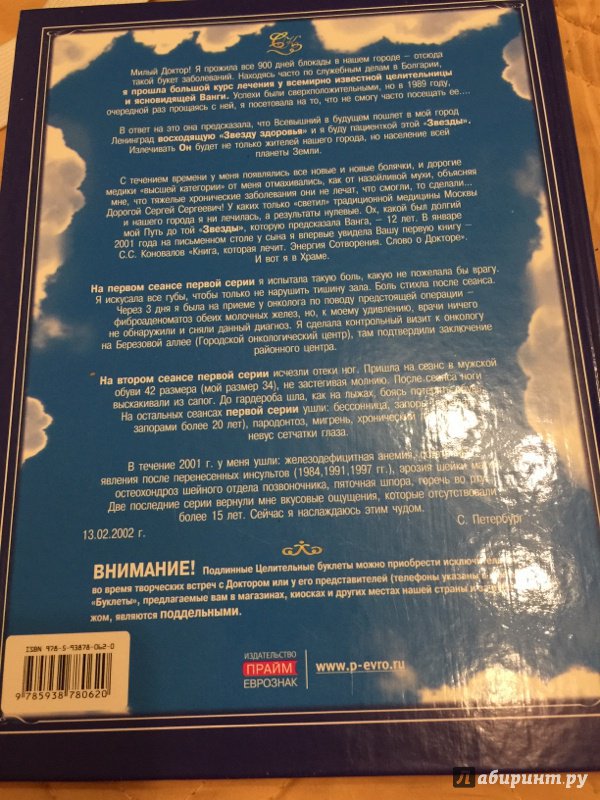 Милый Доктор! Я прожила все 900 дней блокады в нашем городе – отсюда
такой букет заболеваний. Находясь часто по служебным делам в Болгарии,
я прошла большой курс лечения у всемирно известной целительницы
и ясновидящей Ванги. Успехи были сверхположительными, но в 1989 году,
очередной раз прощаясь с ней, я посетовала на то, что не смогу часто посещать ее....
В ответ на это она предсказала, что Всевышний в будущем пошлет в мой город
Ленинград восходящую «Звезду здоровья» и я буду пациенткой этой «Звезды».
Излечивать Он будет не только жителей нашего города, но население всей
планеты Земли.
С течением времени у меня появлялись все новые и новые болячки, и дорогие
медики «высшей категории» от меня отмахивались, как от назойливой мухи, объясняя
мне, что тяжелые хронические заболевания они не лечат, что смогли, то сделали...
Дорогой Сергей Сергеевич! У каких только «светил» традиционной медицины Москвы
и нашего города я ни лечилась, а результаты нулевые. Ох, какой был долгий
мой Путь до той «Звезды», которую предсказала Ванга, – 12 лет. В январе
2001 года на письменном столе у сына я впервые увидела Вашу первую книгу –
С.С. Коновалов «Книга, которая лечит. Энергия Сотворения. Слово о Докторе».
И вот я в Храме.
На первом сеансе первой серии я испытала такую боль, какую не пожелала бы врагу.
Я искусала все губы, чтобы только не нарушить тишину зала. Боль стихла после сеанса.
Через 3 дня я была на приеме у онколога по поводу предстоящей операции –
фиброаденоматоз обеих молочных желез, но, к моему удивлению, врачи ничего
не обнаружили и сняли данный диагноз. Я сделала контрольный визит к онкологу
на Березовой аллее (Городской онкологический центр), там подтвердили заключение
районного центра.
На втором сеансе первой серии исчезли отеки ног. Пришла на сеанс в мужской
обуви 42 размера (мой размер 34), не застегивая молнию. После сеанса ноги
выскакивали из сапог. До гардероба шла, как на лыжах, боясь
На остальных сеансах первой серии ушли: бессонница, запоры
запорами более 20 лет), пародонтоз, мигрень, хронический
невус сетчатки глаза.
В течение 2001 г. у меня ушли: железодефицитная анемия,
явления после перенесенных инсультов (1984,1991,1997 гг.), эрозия шейки
остеохондроз шейного отдела позвоночника, пяточная шпора, горечь во рту.
Две последние серии вернули мне вкусовые ощущения, которые отсутствовали
более 15 лет. Сейчас я наслаждаюсь этим чудом.
С. Петербург
13.02.2002 г.
ВНИМАНИЕ! Подлинные Целительные буклеты можно приобрести
во время творческих встреч с Доктором или у его представителей (телефоны указаны
«Буклеты», предлагаемые вам в магазинах, киосках и других местах нашей страны и
жом, являются поддельными.
ISBN 978-5-93878-062-0
9 785938 780620
ИЗДАТЕЛЬСТВО
ПРАЙМ
ЕВРОЗНАК
www.p-evro.ru
лабиринт.ру